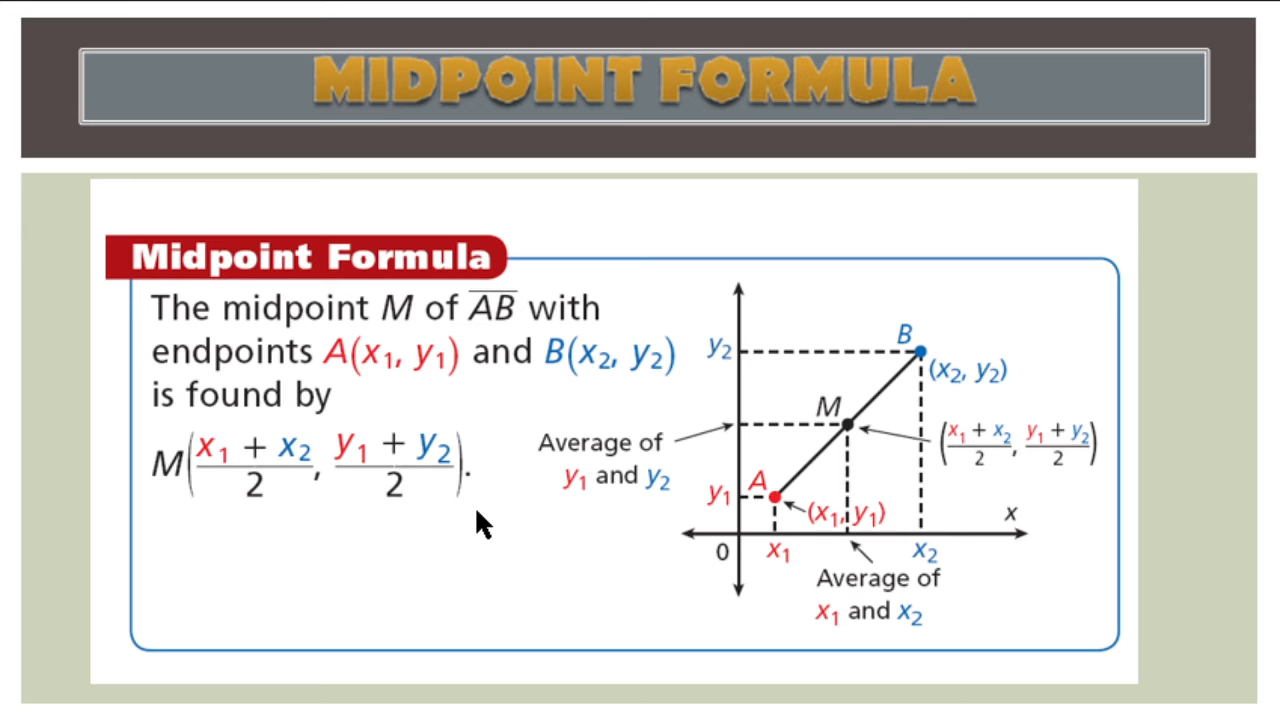 MIDPOINT FORMULA
Midpoint Formula
The midpoint M of A̅B̅ with
endpoints A(x₁, y₁) and B(x₂, y₂)
is found by
M((x₁ + x₂)/2, (y₁ + y₂)/2).
B
y₂
(x₂, y₂)
M
Average of
y₁ and y₂
((x₁ + x₂)/2, (y₁ + y₂)/2)
A
y₁
(x₁, y₁)
x
0
x₁
x₂
Average of
x₁ and x₂